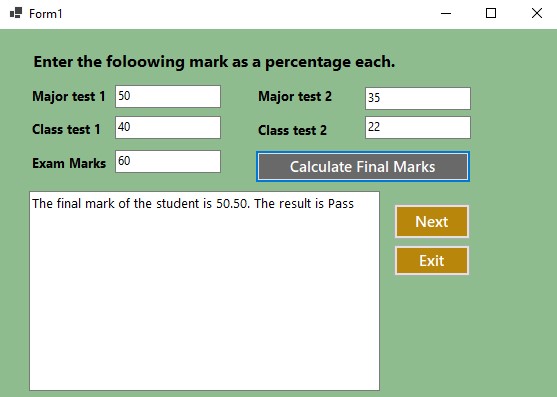 Form1
Enter the foloowing mark as a percentage each.
Major test 1 50 Major test 2 35
Class test 1 40 Class test 2 22
Exam Marks 60 Calculate Final Marks
The final mark of the student is 50.50. The result is Pass
Next
Exit